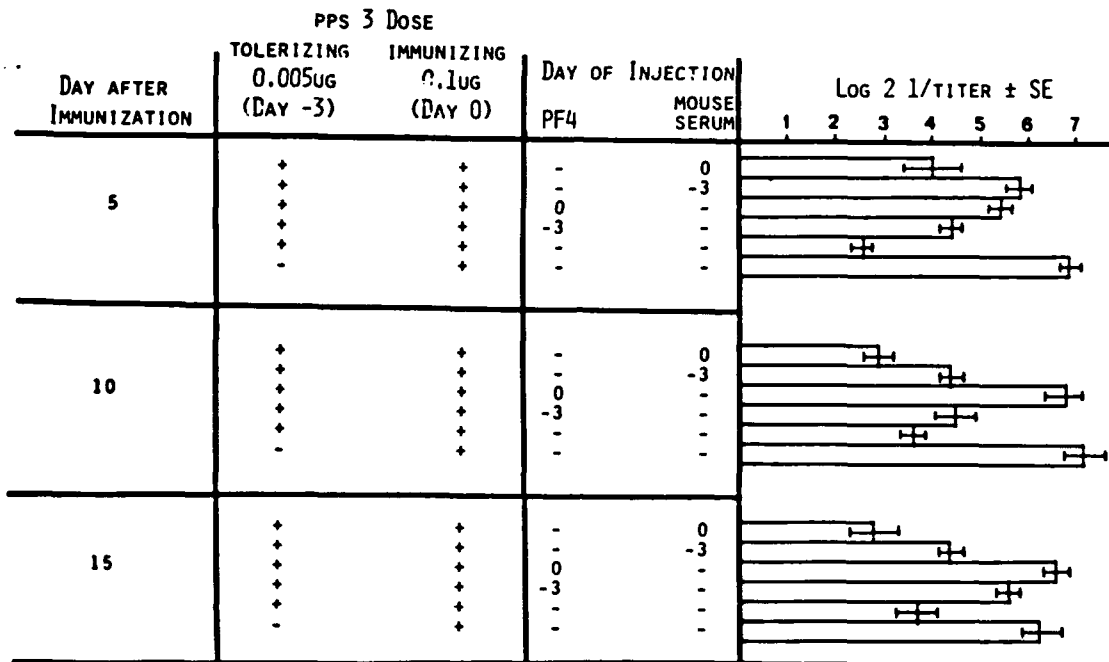 PPS 3 DOSE
TOLERIZING IMMUNIZING
DAY AFTER 0.005UG 0.1UG DAY OF INJECTION LOG 2 1/TITER ± SE
IMMUNIZATION (DAY -3) (DAY 0) PF4 MOUSE SERUM 1 2 3 4 5 6 7
+ + - 0
+ + - -3
5 + + 0 -
+ + -3 -
+ + - -
- + - -
+ + - 0
+ + - -3
10 + + 0 -
+ + -3 -
+ + - -
- + - -
+ + - 0
+ + - -3
15 + + 0 -
+ + -3 -
+ + - -
- + - -